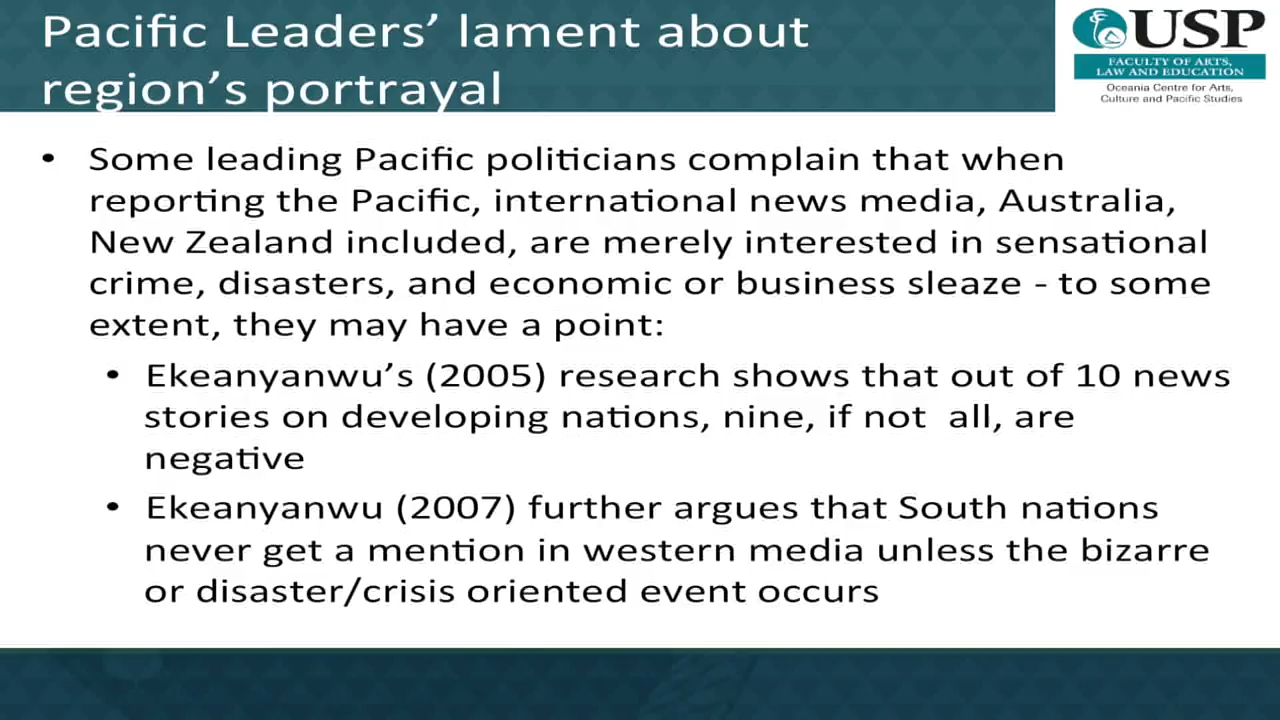 Pacific Leaders’ lament about
region’s portrayal
USP
FACULTY OF ARTS,
LAW AND EDUCATION
Oceania Centre for Arts,
Culture and Pacific Studies
• Some leading Pacific politicians complain that when
reporting the Pacific, international news media, Australia,
New Zealand included, are merely interested in sensational
crime, disasters, and economic or business sleaze - to some
extent, they may have a point:
• Ekeanyanwu’s (2005) research shows that out of 10 news
stories on developing nations, nine, if not all, are
negative
• Ekeanyanwu (2007) further argues that South nations
never get a mention in western media unless the bizarre
or disaster/crisis oriented event occurs